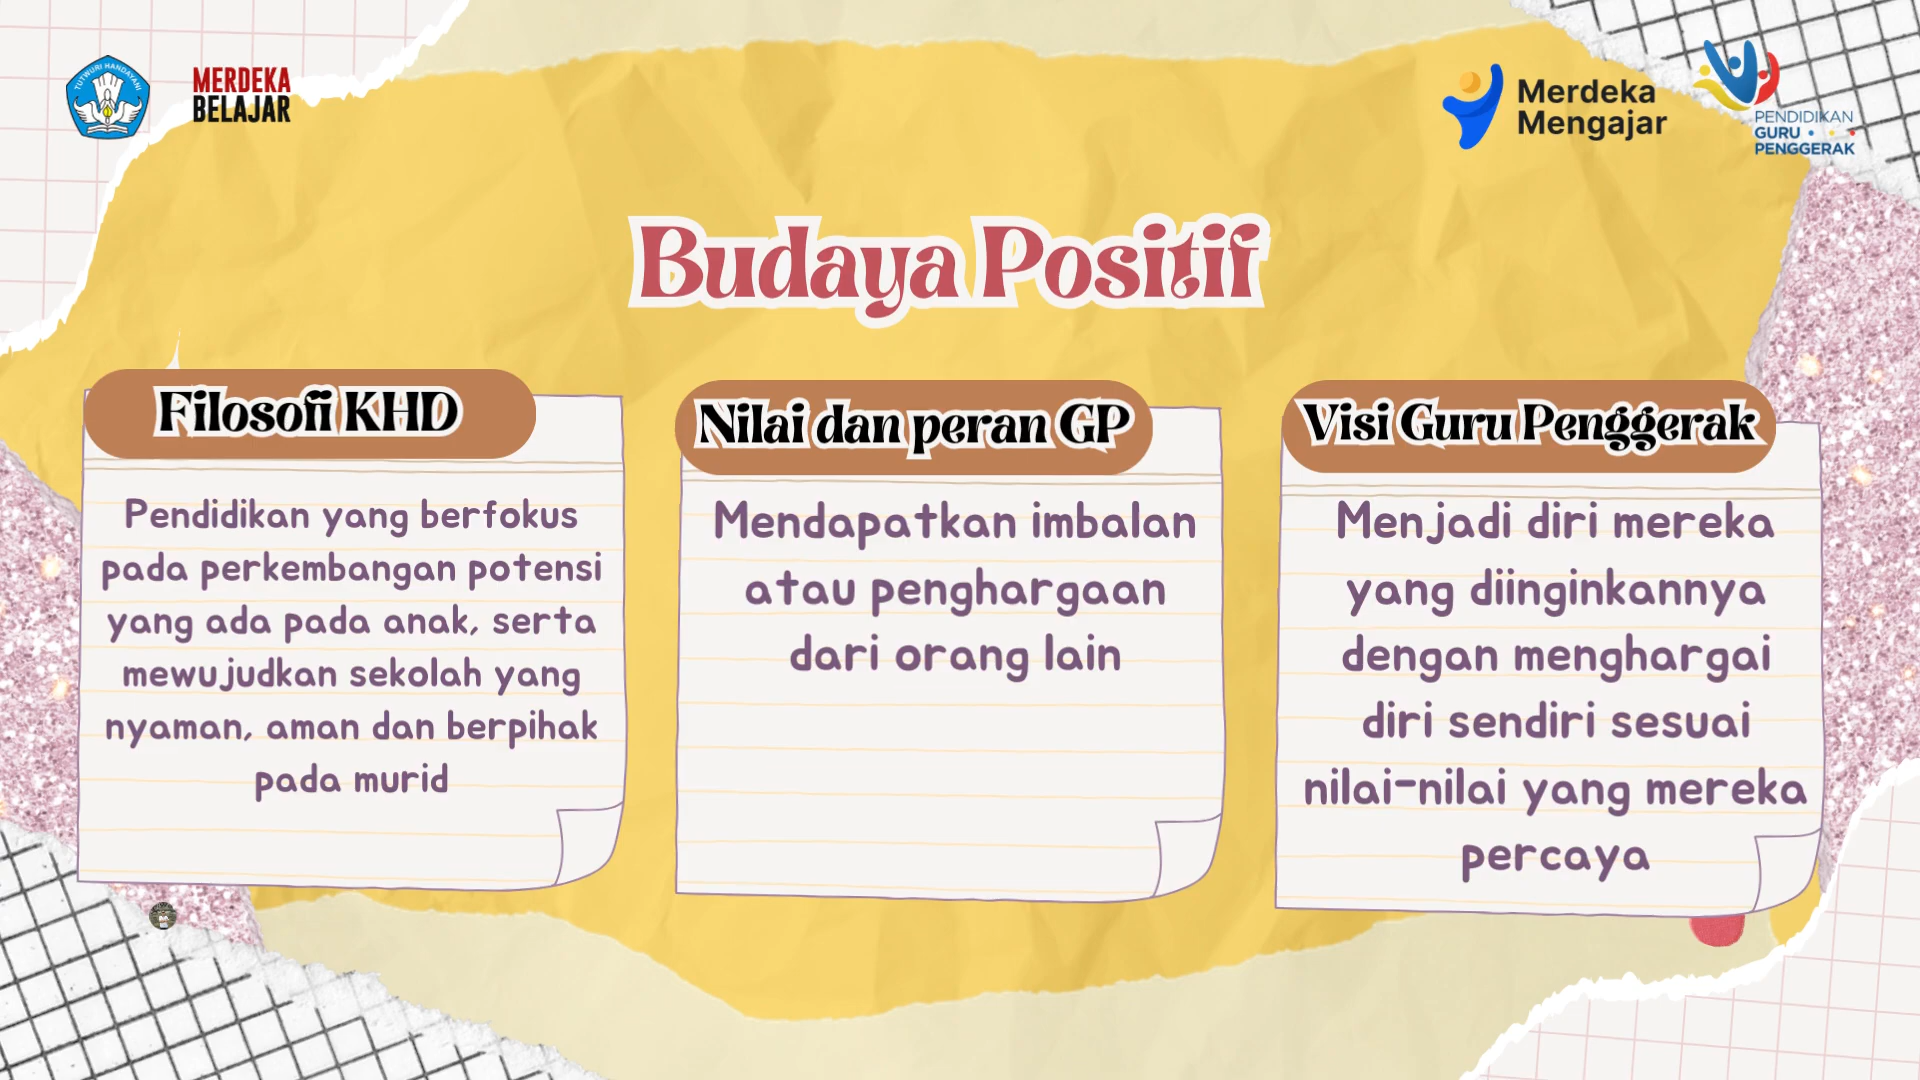 TUTWURI HANDAYANI
MERDEKA
BELAJAR
Merdeka
Mengajar
PENDIDIKAN
GURU
PENGGERAK
Budaya Positif
Filosofi KHD
Pendidikan yang berfokus
pada perkembangan potensi
yang ada pada anak, serta
mewujudkan sekolah yang
nyaman, aman dan berpihak
pada murid
Nilai dan peran GP
Mendapatkan imbalan
atau penghargaan
dari orang lain
Visi Guru Penggerak
Menjadi diri mereka
yang diinginkannya
dengan menghargai
diri sendiri sesuai
nilai-nilai yang mereka
percaya